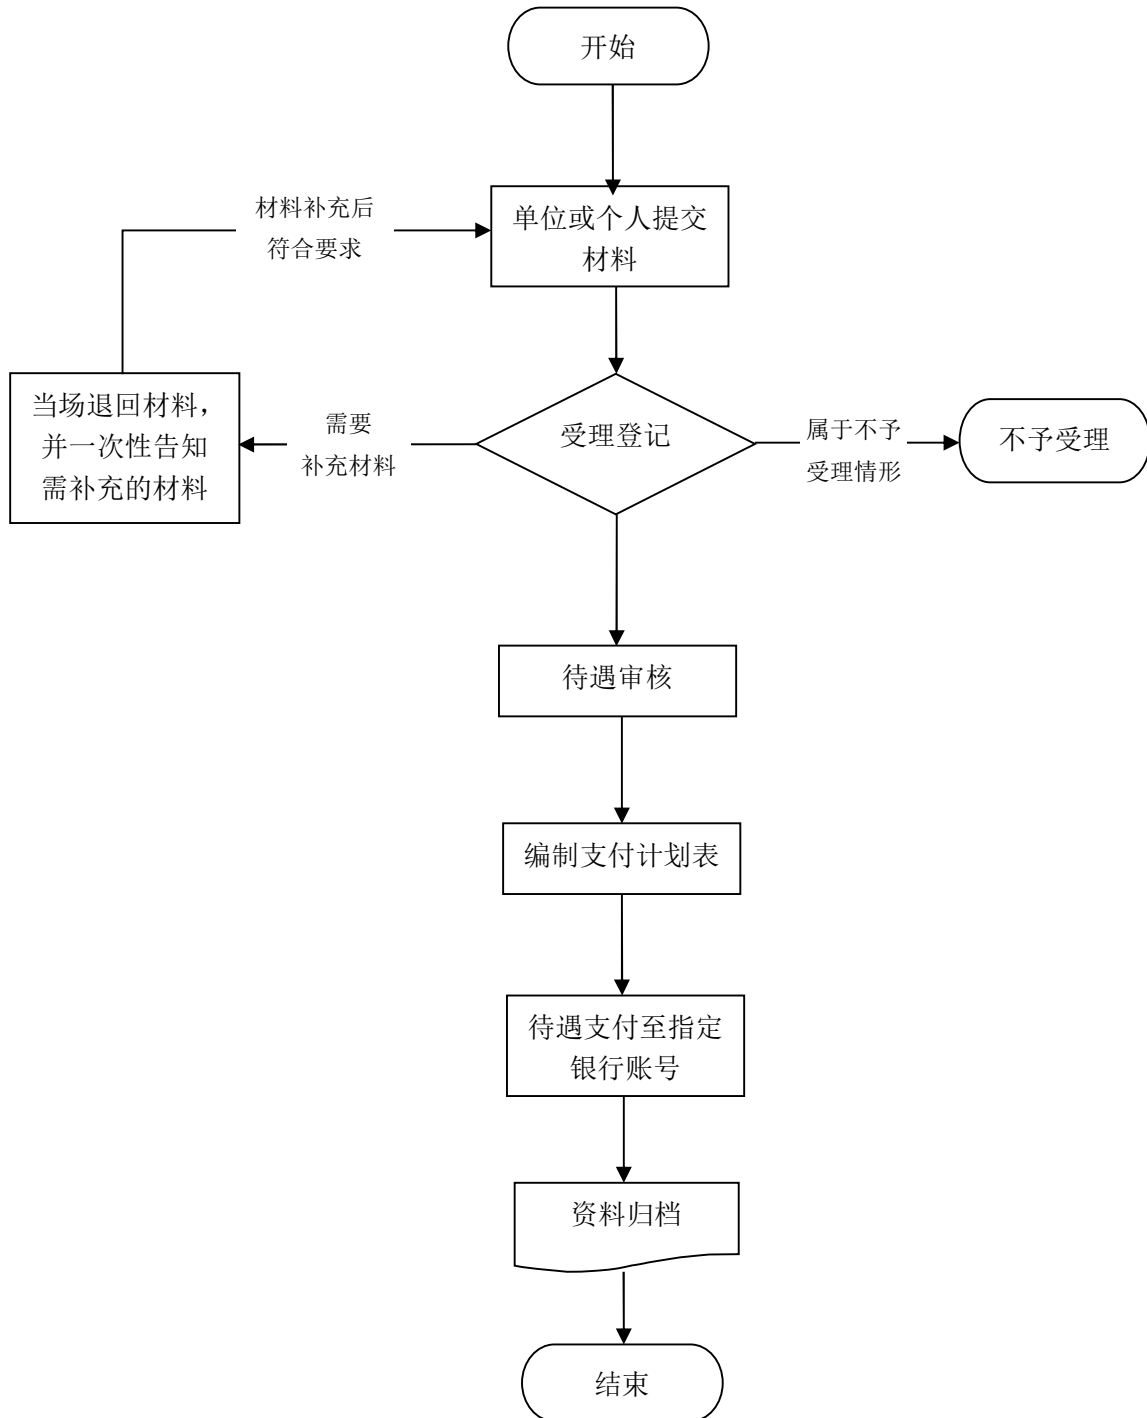 开始
材料补充后
符合要求
单位或个人提交
材料
当场退回材料，
并一次性告知
需补充的材料
需要
补充材料
受理登记
属于不予
受理情形
不予受理
待遇审核
编制支付计划表
待遇支付至指定
银行账号
资料归档
结束